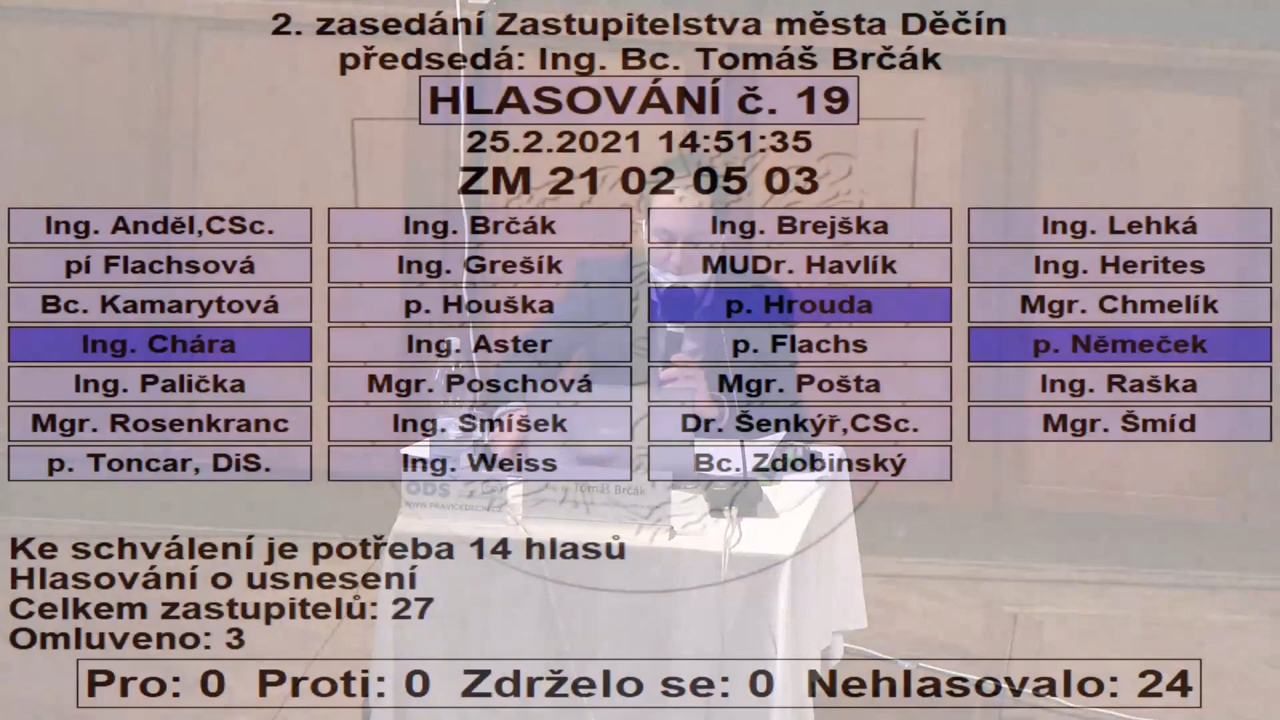 2. zasedání Zastupitelstva města Děčín
předsedá: Ing. Bc. Tomáš Brčák
HLASOVÁNÍ č. 19
25.2.2021 14:51:35
ZM 21 02 05 03
Ing. Anděl,CSc. Ing. Brčák Ing. Brejška Ing. Lehká
pí Flachsová Ing. Grešík MUDr. Havlík Ing. Herites
Bc. Kamarytová p. Houška p. Hrouda Mgr. Chmelík
Ing. Chára Ing. Aster p. Flachs p. Němeček
Ing. Palička Mgr. Poschová Mgr. Pošta Ing. Raška
Mgr. Rosenkranc Ing. Smíšek Dr. Šenkýř,CSc. Mgr. Šmíd
p. Toncar, DiS. Ing. Weiss Bc. Zdobinský
ODS Tomáš Brčák
Ke schválení je potřeba 14 hlasů
Hlasování o usnesení
Celkem zastupitelů: 27
Omluveno: 3
Pro: 0 Proti: 0 Zdrželo se: 0 Nehlasovalo: 24